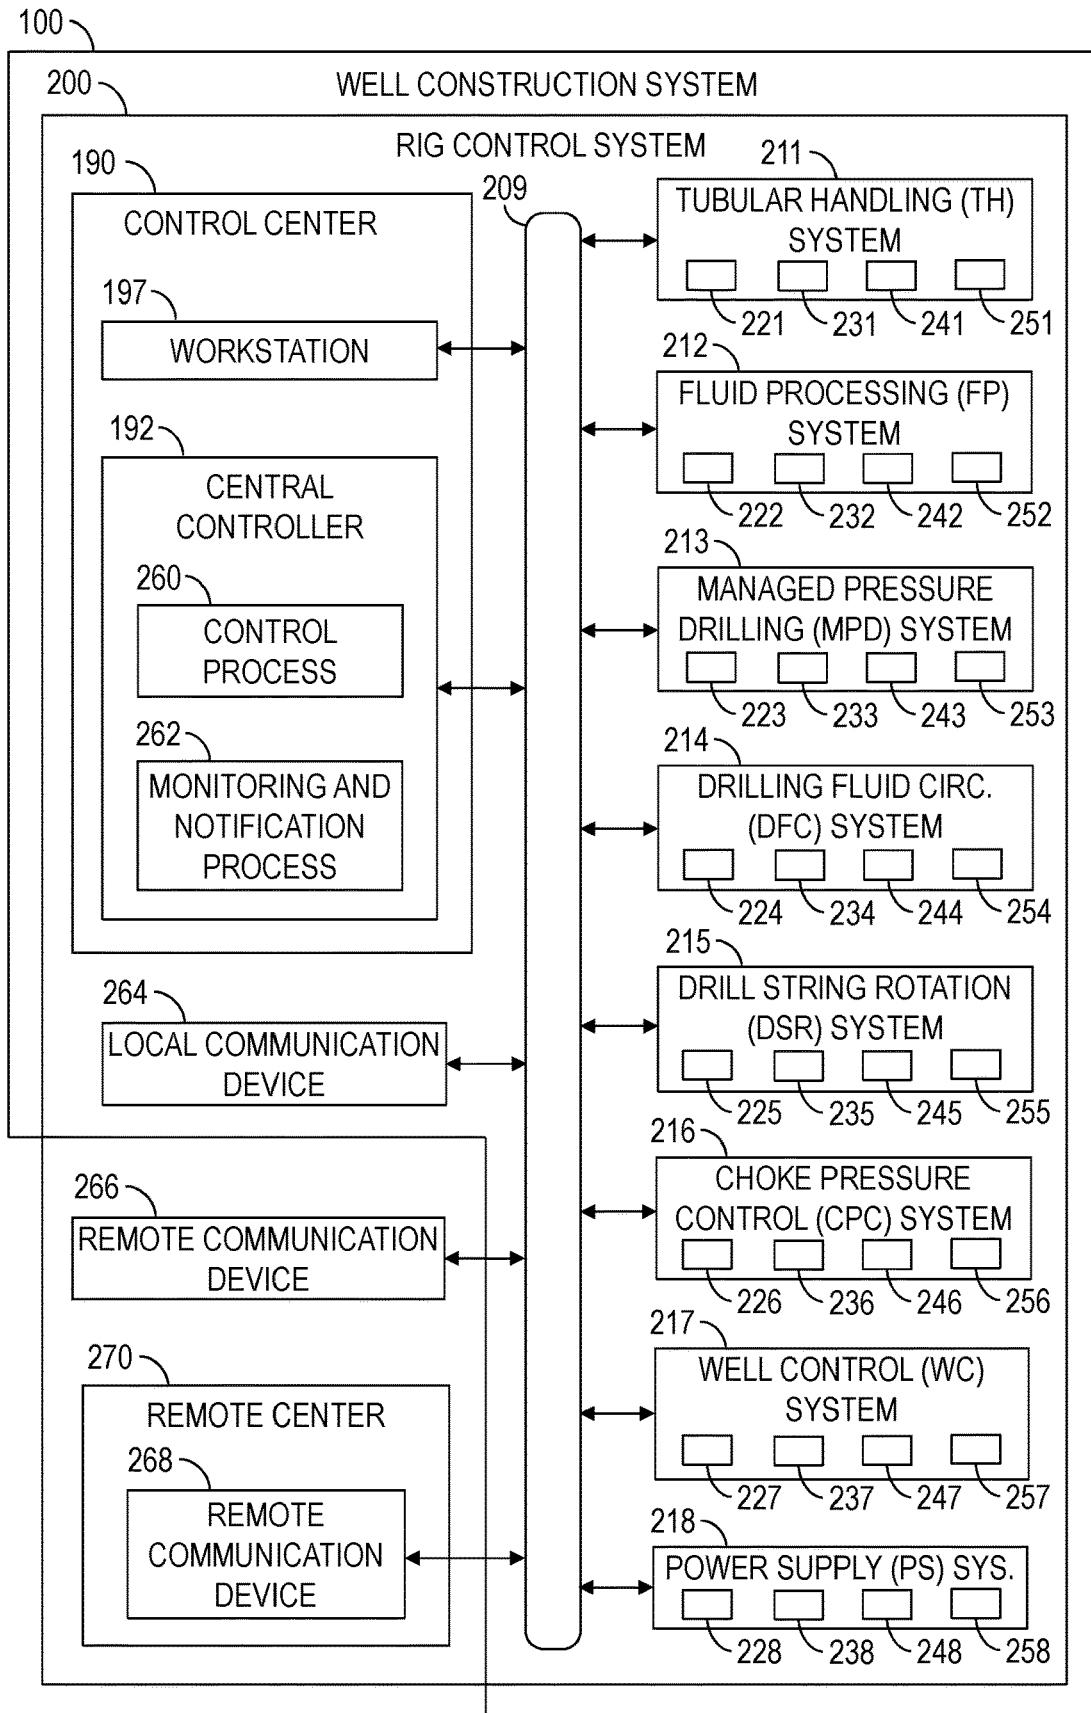 100
WELL CONSTRUCTION SYSTEM
200
RIG CONTROL SYSTEM
190
CONTROL CENTER
197
WORKSTATION
192
CENTRAL
CONTROLLER
260
CONTROL
PROCESS
262
MONITORING AND
NOTIFICATION
PROCESS
264
LOCAL COMMUNICATION
DEVICE
266
REMOTE COMMUNICATION
DEVICE
270
REMOTE CENTER
268
REMOTE
COMMUNICATION
DEVICE
209
211
TUBULAR HANDLING (TH)
SYSTEM
221 231 241 251
212
FLUID PROCESSING (FP)
SYSTEM
222 232 242 252
213
MANAGED PRESSURE
DRILLING (MPD) SYSTEM
223 233 243 253
214
DRILLING FLUID CIRC.
(DFC) SYSTEM
224 234 244 254
215
DRILL STRING ROTATION
(DSR) SYSTEM
225 235 245 255
216
CHOKE PRESSURE
CONTROL (CPC) SYSTEM
226 236 246 256
217
WELL CONTROL (WC)
SYSTEM
227 237 247 257
218
POWER SUPPLY (PS) SYS.
228 238 248 258